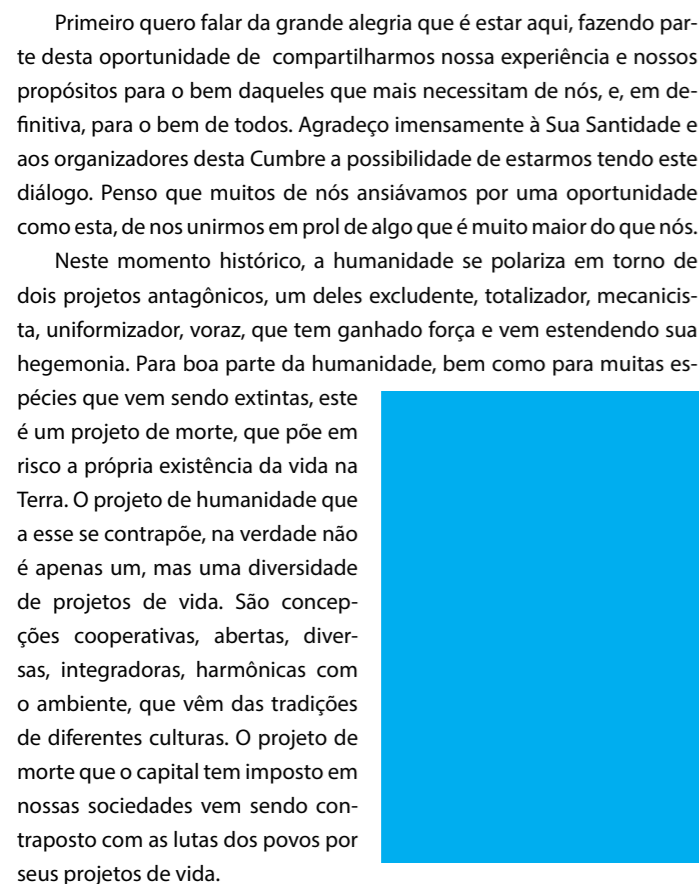 Primeiro quero falar da grande alegria que é estar aqui, fazendo par-
te desta oportunidade de compartilharmos nossa experiência e nossos
propósitos para o bem daqueles que mais necessitam de nós, e, em de-
finitiva, para o bem de todos. Agradeço imensamente à Sua Santidade e
aos organizadores desta Cumbre a possibilidade de estarmos tendo este
diálogo. Penso que muitos de nós ansiávamos por uma oportunidade
como esta, de nos unirmos em prol de algo que é muito maior do que nós.
Neste momento histórico, a humanidade se polariza em torno de
dois projetos antagônicos, um deles excludente, totalizador, mecanicis-
ta, uniformizador, voraz, que tem ganhado força e vem estendendo sua
hegemonia. Para boa parte da humanidade, bem como para muitas es-
pécies que vem sendo extintas, este
é um projeto de morte, que põe em
risco a própria existência da vida na
Terra. O projeto de humanidade que
a esse se contrapõe, na verdade não
é apenas um, mas uma diversidade
de projetos de vida. São concep-
ções cooperativas, abertas, diver-
sas, integradoras, harmônicas com
o ambiente, que vêm das tradições
de diferentes culturas. O projeto de
morte que o capital tem imposto em
nossas sociedades vem sendo con-
traposto com as lutas dos povos por
seus projetos de vida.